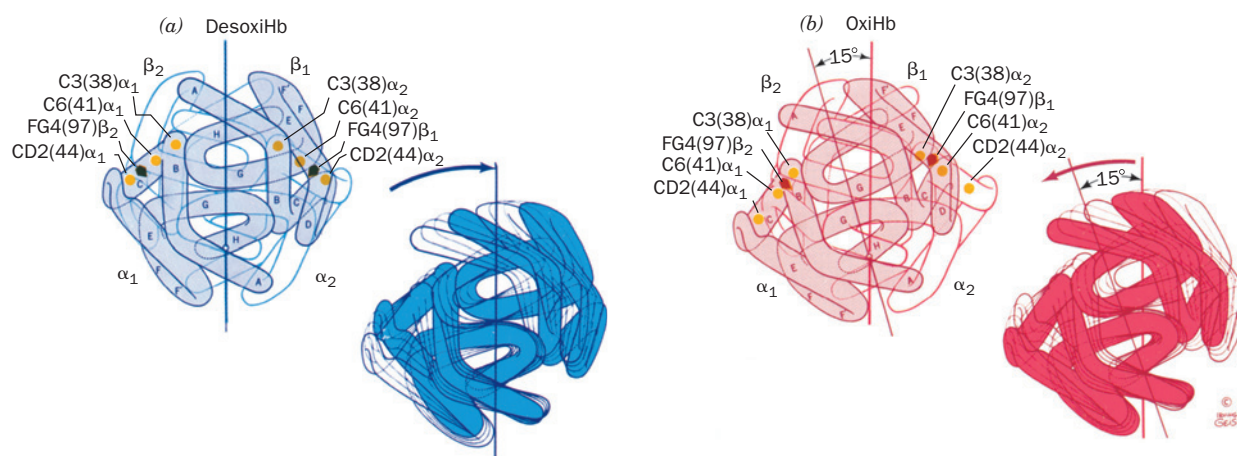 (a) DesoxiHb
β2
β1
C3(38)α1
C6(41)α1
FG4(97)β2
CD2(44)α1
C3(38)α2
C6(41)α2
FG4(97)β1
CD2(44)α2
A
F'
F
E
H
C
B
G
B
C
D
G
H
E
F
F'
A
α1
α2
(b) OxiHb
15°
β2
β1
C3(38)α2
FG4(97)β1
C6(41)α2
CD2(44)α2
C3(38)α1
FG4(97)β2
C6(41)α1
CD2(44)α1
F'
A
F
E
H
B
G
C
G
B
C
D
H
E
A
F
F'
α1
α2
15°
©
GEIS